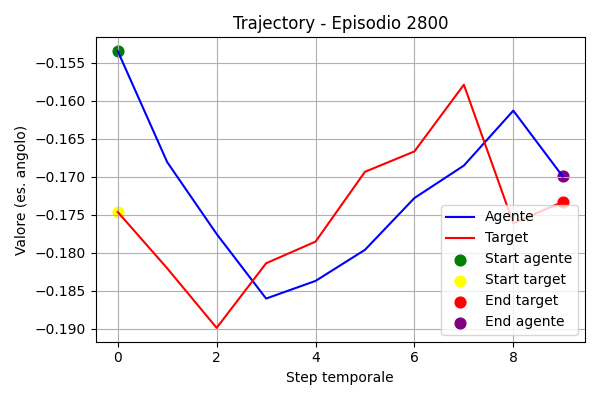 Trajectory - Episodio 2800
Valore (es. angolo)
−0.155
−0.160
−0.165
−0.170
−0.175
−0.180
−0.185
−0.190
0 2 4 6 8
Step temporale
Agente
Target
Start agente
Start target
End target
End agente